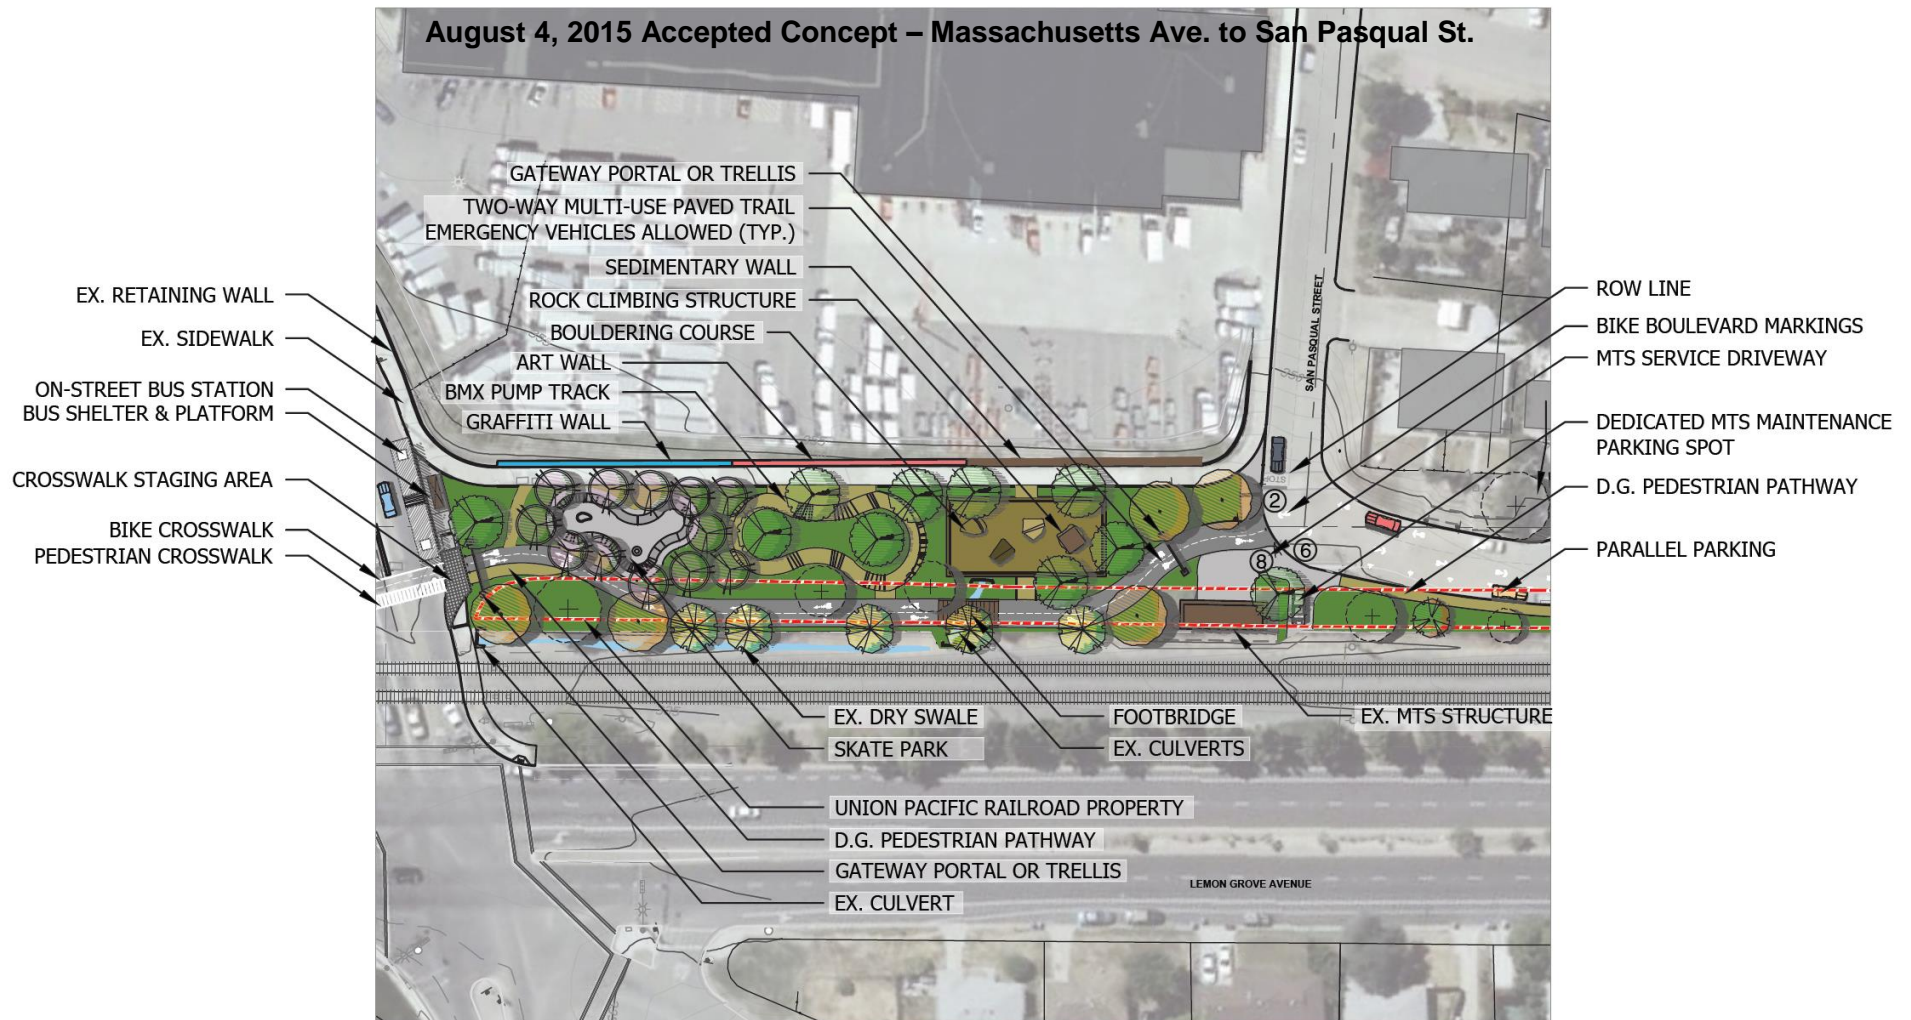 August 4, 2015 Accepted Concept – Massachusetts Ave. to San Pasqual St.
GATEWAY PORTAL OR TRELLIS
TWO-WAY MULTI-USE PAVED TRAIL
EMERGENCY VEHICLES ALLOWED (TYP.)
SEDIMENTARY WALL
ROCK CLIMBING STRUCTURE
BOULDERING COURSE
ART WALL
BMX PUMP TRACK
GRAFFITI WALL
EX. RETAINING WALL
EX. SIDEWALK
ON-STREET BUS STATION
BUS SHELTER & PLATFORM
CROSSWALK STAGING AREA
BIKE CROSSWALK
PEDESTRIAN CROSSWALK
SAN PASQUAL STREET
STOP
ROW LINE
BIKE BOULEVARD MARKINGS
MTS SERVICE DRIVEWAY
DEDICATED MTS MAINTENANCE
PARKING SPOT
D.G. PEDESTRIAN PATHWAY
PARALLEL PARKING
2
6
8
EX. DRY SWALE
SKATE PARK
FOOTBRIDGE
EX. CULVERTS
EX. MTS STRUCTURE
UNION PACIFIC RAILROAD PROPERTY
D.G. PEDESTRIAN PATHWAY
GATEWAY PORTAL OR TRELLIS
EX. CULVERT
LEMON GROVE AVENUE